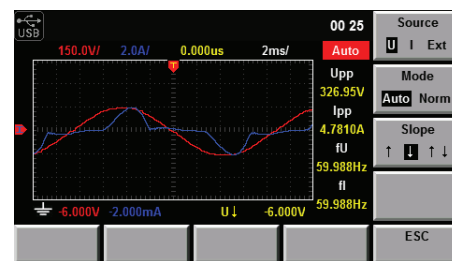 USB
00 25
150.0V/ 2.0A/ 0.000us 2ms/ Auto
T
Upp
326.95V
Ipp
4.7810A
fU
59.988Hz
fI
59.988Hz
-6.000V -2.000mA U↓ -6.000V
Source
U I Ext
Mode
Auto Norm
Slope
↑ ↓ ↑↓
ESC